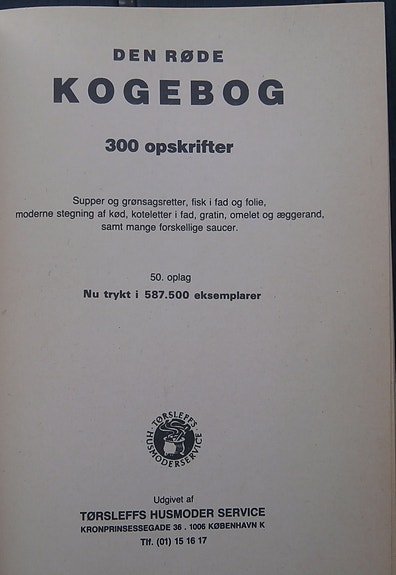 DEN RØDE
KOGEBOG
300 opskrifter
Supper og grønsagsretter, fisk i fad og folie,
moderne stegning af kød, koteletter i fad, gratin, omelet og æggerand,
samt mange forskellige saucer.
50. oplag
Nu trykt i 587.500 eksemplarer
TØRSLEFFS
HUSMODERSERVICE
Udgivet af
TØRSLEFFS HUSMODER SERVICE
KRONPRINSESSEGADE 36 . 1006 KØBENHAVN K
Tlf. (01) 15 16 17